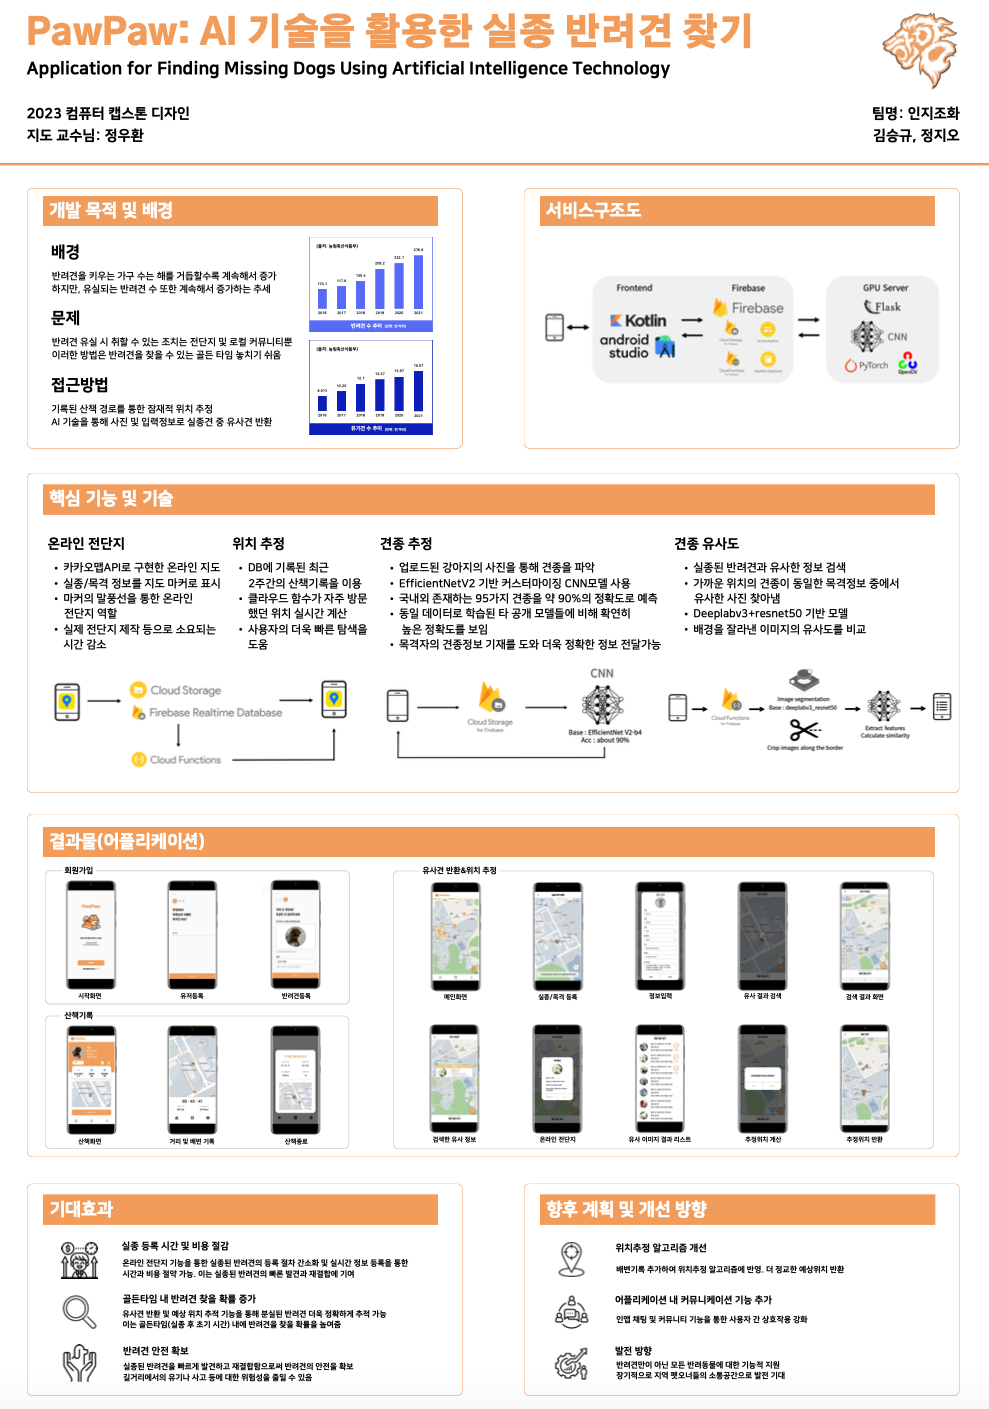 PawPaw: AI 기술을 활용한 실종 반려견 찾기
Application for Finding Missing Dogs Using Artificial Intelligence Technology
2023 컴퓨터 캡스톤 디자인
지도 교수님: 정우환
팀명: 인지조화
김승규, 정지오
개발 목적 및 배경
배경
반려견을 키우는 가구 수는 해를 거듭할수록 계속해서 증가
하지만, 유실되는 반려견 수 또한 계속해서 증가하는 추세
문제
반려견 유실 시 취할 수 있는 조치는 전단지 및 로컬 커뮤니티뿐
이러한 방법은 반려견을 찾을 수 있는 골든 타임 놓치기 쉬움
접근방법
기록된 산책 경로를 통한 잠재적 위치 추정
AI 기술을 통해 사진 및 입력정보로 실종견 중 유사견 반환
(출처: 농림축산식품부)
2016 2017 2018 2019 2020 2021
반려견 수 추이
(출처: 농림축산식품부)
2016 2017 2018 2019 2020 2021
유기견 수 추이
서비스구조도
Frontend
Kotlin
android studio
Firebase
Firebase
GPU Server
Flask
CNN
PyTorch
OpenCV
핵심 기능 및 기술
온라인 전단지
• 카카오맵API로 구현한 온라인 지도
• 실종/목격 정보를 지도 마커로 표시
• 마커의 말풍선을 통한 온라인
전단지 역할
• 실제 전단지 제작 등으로 소요되는
시간 감소
위치 추정
• DB에 기록된 최근
2주간의 산책기록을 이용
• 클라우드 함수가 자주 방문
했던 위치 실시간 계산
• 사용자의 더욱 빠른 탐색을
도움
견종 추정
• 업로드된 강아지의 사진을 통해 견종을 파악
• EfficientNetV2 기반 커스터마이징 CNN모델 사용
• 국내외 존재하는 95가지 견종을 약 90%의 정확도로 예측
• 동일 데이터로 학습된 타 공개 모델들에 비해 확연히
높은 정확도를 보임
• 목격자의 견종정보 기재를 도와 더욱 정확한 정보 전달가능
견종 유사도
• 실종된 반려견과 유사한 정보 검색
• 가까운 위치의 견종이 동일한 목격정보 중에서
유사한 사진 찾아냄
• Deeplabv3+resnet50 기반 모델
• 배경을 잘라낸 이미지의 유사도를 비교
Cloud Storage
Firebase Realtime Database
Cloud Functions
Cloud Storage
for Firebase
CNN
Base : EfficientNet V2-b4
Acc : about 90%
Cloud Functions
for Firebase
Image segmentation
Base : deeplabv3_resnet50
Crop images along the border
Extract features
Calculate similarity
결과물(어플리케이션)
회원가입
PawPaw
시작화면
유저등록
반려견등록
산책기록
산책화면
거리 및 배변 기록
산책종료
유사견 반환&위치 추정
메인화면
실종/목격 등록
정보입력
유사 결과 검색
검색 결과 화면
검색한 유사 정보
온라인 전단지
유사 이미지 결과 리스트
추정위치 계산
추정위치 반환
기대효과
실종 등록 시간 및 비용 절감
온라인 전단지 기능을 통한 실종된 반려견의 등록 절차 간소화 및 실시간 정보 등록을 통한
시간과 비용 절약 가능. 이는 실종된 반려견의 빠른 발견과 재결합에 기여
골든타임 내 반려견 찾을 확률 증가
유사견 반환 및 예상 위치 추적 기능을 통해 분실된 반려견 더욱 정확하게 추적 가능
이는 골든타임(실종 후 초기 시간) 내에 반려견을 찾을 확률을 높여줌
반려견 안전 확보
실종된 반려견을 빠르게 발견하고 재결합함으로써 반려견의 안전을 확보
길거리에서의 유기나 사고 등에 대한 위험성을 줄일 수 있음
향후 계획 및 개선 방향
위치추정 알고리즘 개선
배변기록 추가하여 위치추정 알고리즘에 반영. 더 정교한 예상위치 반환
어플리케이션 내 커뮤니케이션 기능 추가
인앱 채팅 및 커뮤니티 기능을 통한 사용자 간 상호작용 강화
발전 방향
반려견만이 아닌 모든 반려동물에 대한 기능적 지원
장기적으로 지역 펫오너들의 소통공간으로 발전 기대